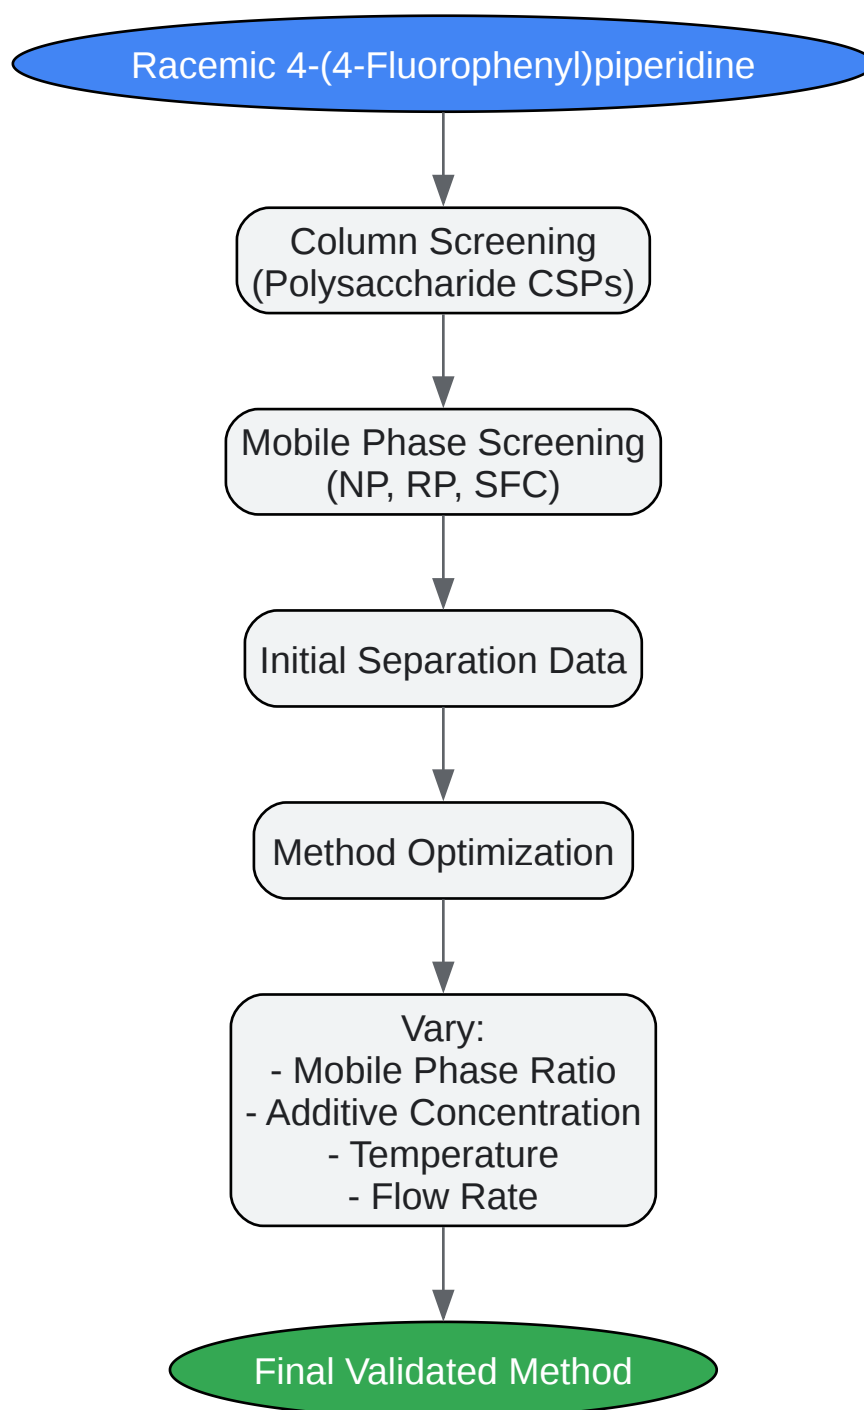 Racemic 4-(4-Fluorophenyl)piperidine
Column Screening
(Polysaccharide CSPs)
Mobile Phase Screening
(NP, RP, SFC)
Initial Separation Data
Method Optimization
Vary:
- Mobile Phase Ratio
- Additive Concentration
- Temperature
- Flow Rate
Final Validated Method